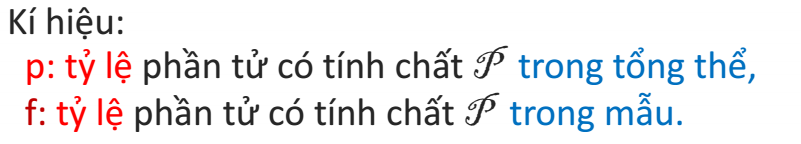 Kí hiệu:
p: tỷ lệ phần tử có tính chất 𝒫 trong tổng thể,
f: tỷ lệ phần tử có tính chất 𝒫 trong mẫu.